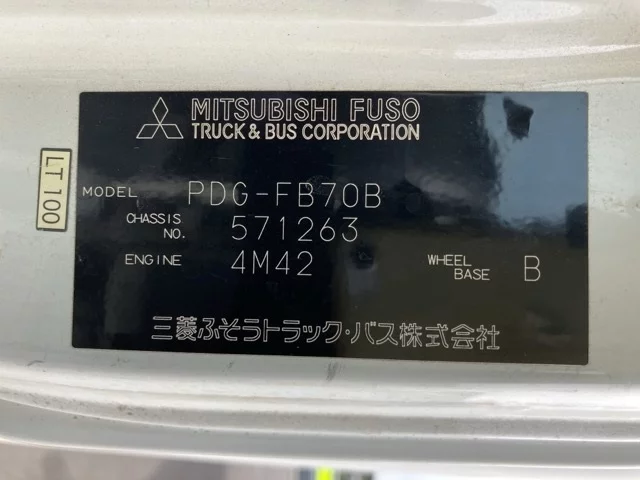 MITSUBISHI FUSO
TRUCK & BUS CORPORATION
LT100
MODEL PDG-FB70B
CHASSIS NO. 571263
ENGINE 4M42 WHEEL BASE B
三菱ふそうトラック・バス株式会社